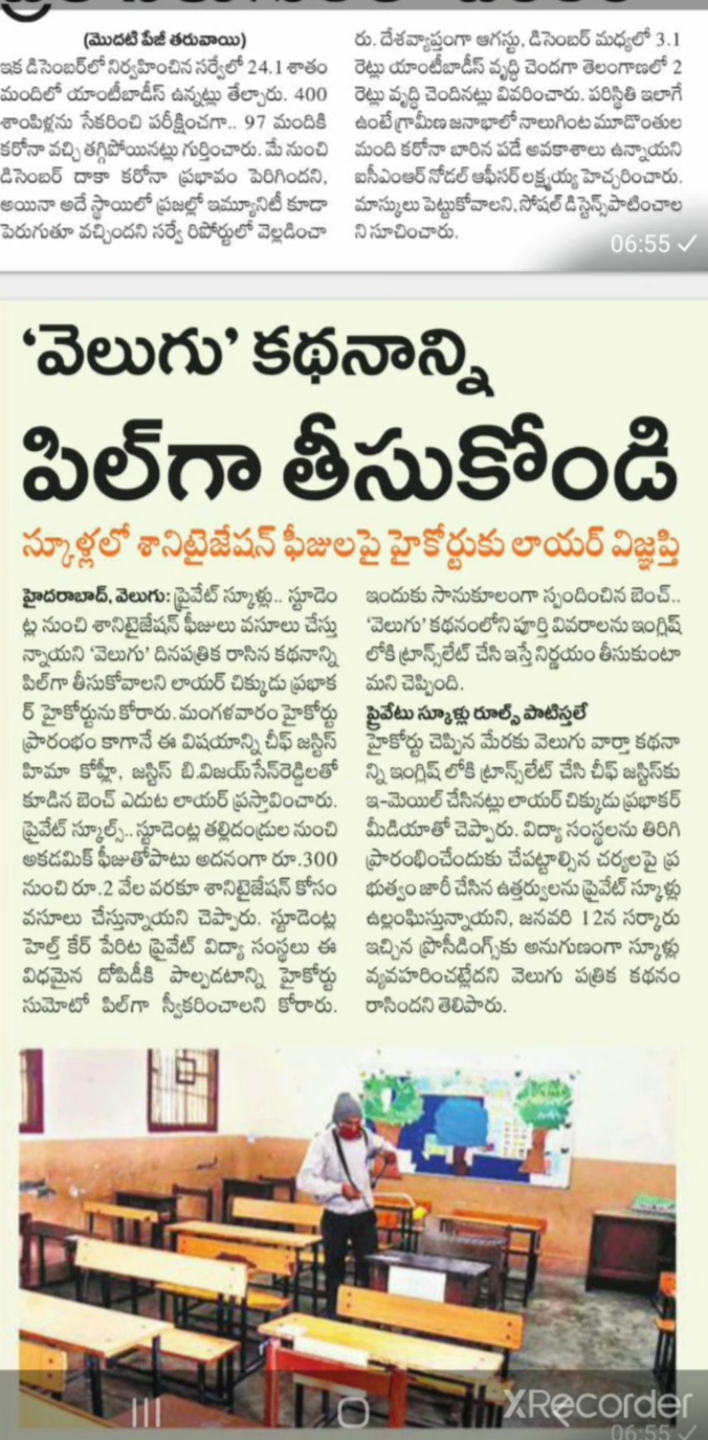 (మొదటి పేజీ తరువాయి)
ఇక డిసెంబర్‌లో నిర్వహించిన సర్వేలో 24.1 శాతం
మందిలో యాంటీబాడీస్ ఉన్నట్లు తేల్చారు. 400
శాంపిళ్లను సేకరించి పరీక్షించగా.. 97 మందికి
కరోనా వచ్చి తగ్గిపోయినట్లు గుర్తించారు. మే నుంచి
డిసెంబర్ దాకా కరోనా ప్రభావం పెరిగిందని,
అయినా అదే స్థాయిలో ప్రజల్లో ఇమ్యూనిటీ కూడా
పెరుగుతూ వచ్చిందని సర్వే రిపోర్టులో వెల్లడించా
రు. దేశవ్యాప్తంగా ఆగస్టు, డిసెంబర్ మధ్యలో 3.1
రెట్లు యాంటీబాడీస్ వృద్ధి చెందగా తెలంగాణలో 2
రెట్లు వృద్ధి చెందినట్లు వివరించారు. పరిస్థితి ఇలాగే
ఉంటే గ్రామీణ జనాభాలో నాలుగింట మూడొంతుల
మంది కరోనా బారిన పడే అవకాశాలు ఉన్నాయని
ఐసీఎంఆర్ నోడల్ ఆఫీసర్ లక్ష్మయ్య హెచ్చరించారు.
మాస్కులు పెట్టుకోవాలని, సోషల్ డిస్టెన్స్ పాటించాల
ని సూచించారు.
06:55 ✓
‘వెలుగు’ కథనాన్ని
పిల్‌గా తీసుకోండి
స్కూళ్లలో శానిటైజేషన్ ఫీజులపై హైకోర్టుకు లాయర్ విజ్ఞప్తి
హైదరాబాద్, వెలుగు: ప్రైవేట్ స్కూళ్లు.. స్టూడెం
ట్ల నుంచి శానిటైజేషన్ ఫీజులు వసూలు చేస్తు
న్నాయని ‘వెలుగు’ దినపత్రిక రాసిన కథనాన్ని
పిల్‌గా తీసుకోవాలని లాయర్ చిక్కుడు ప్రభాక
ర్ హైకోర్టును కోరారు. మంగళవారం హైకోర్టు
ప్రారంభం కాగానే ఈ విషయాన్ని చీఫ్ జస్టిస్
హిమా కోహ్లీ, జస్టిస్ బి.విజయ్‌సేన్‌రెడ్డిలతో
కూడిన బెంచ్ ఎదుట లాయర్ ప్రస్తావించారు.
ప్రైవేట్ స్కూల్స్.. స్టూడెంట్ల తల్లిదండ్రుల నుంచి
అకడమిక్ ఫీజుతోపాటు అదనంగా రూ.300
నుంచి రూ.2 వేల వరకూ శానిటైజేషన్ కోసం
వసూలు చేస్తున్నాయని చెప్పారు. స్టూడెంట్ల
హెల్త్ కేర్ పేరిట ప్రైవేట్ విద్యా సంస్థలు ఈ
విధమైన దోపిడీకి పాల్పడటాన్ని హైకోర్టు
సుమోటో పిల్‌గా స్వీకరించాలని కోరారు.
ఇందుకు సానుకూలంగా స్పందించిన బెంచ్..
‘వెలుగు’ కథనంలోని పూర్తి వివరాలను ఇంగ్లిష్
లోకి ట్రాన్స్‌లేట్ చేసి ఇస్తే నిర్ణయం తీసుకుంటా
మని చెప్పింది.
ప్రైవేటు స్కూళ్లు రూల్స్ పాటిస్తలే
హైకోర్టు చెప్పిన మేరకు వెలుగు వార్తా కథనా
న్ని ఇంగ్లిష్ లోకి ట్రాన్స్‌లేట్ చేసి చీఫ్ జస్టిస్‌కు
ఇ-మెయిల్ చేసినట్లు లాయర్ చిక్కుడు ప్రభాకర్
మీడియాతో చెప్పారు. విద్యా సంస్థలను తిరిగి
ప్రారంభించేందుకు చేపట్టాల్సిన చర్యలపై ప్ర
భుత్వం జారీ చేసిన ఉత్తర్వులను ప్రైవేట్ స్కూళ్లు
ఉల్లంఘిస్తున్నాయని, జనవరి 12న సర్కారు
ఇచ్చిన ప్రొసీడింగ్స్‌కు అనుగుణంగా స్కూళ్లు
వ్యవహరించట్లేదని వెలుగు పత్రిక కథనం
రాసిందని తెలిపారు.
XRecorder
06:55 ✓